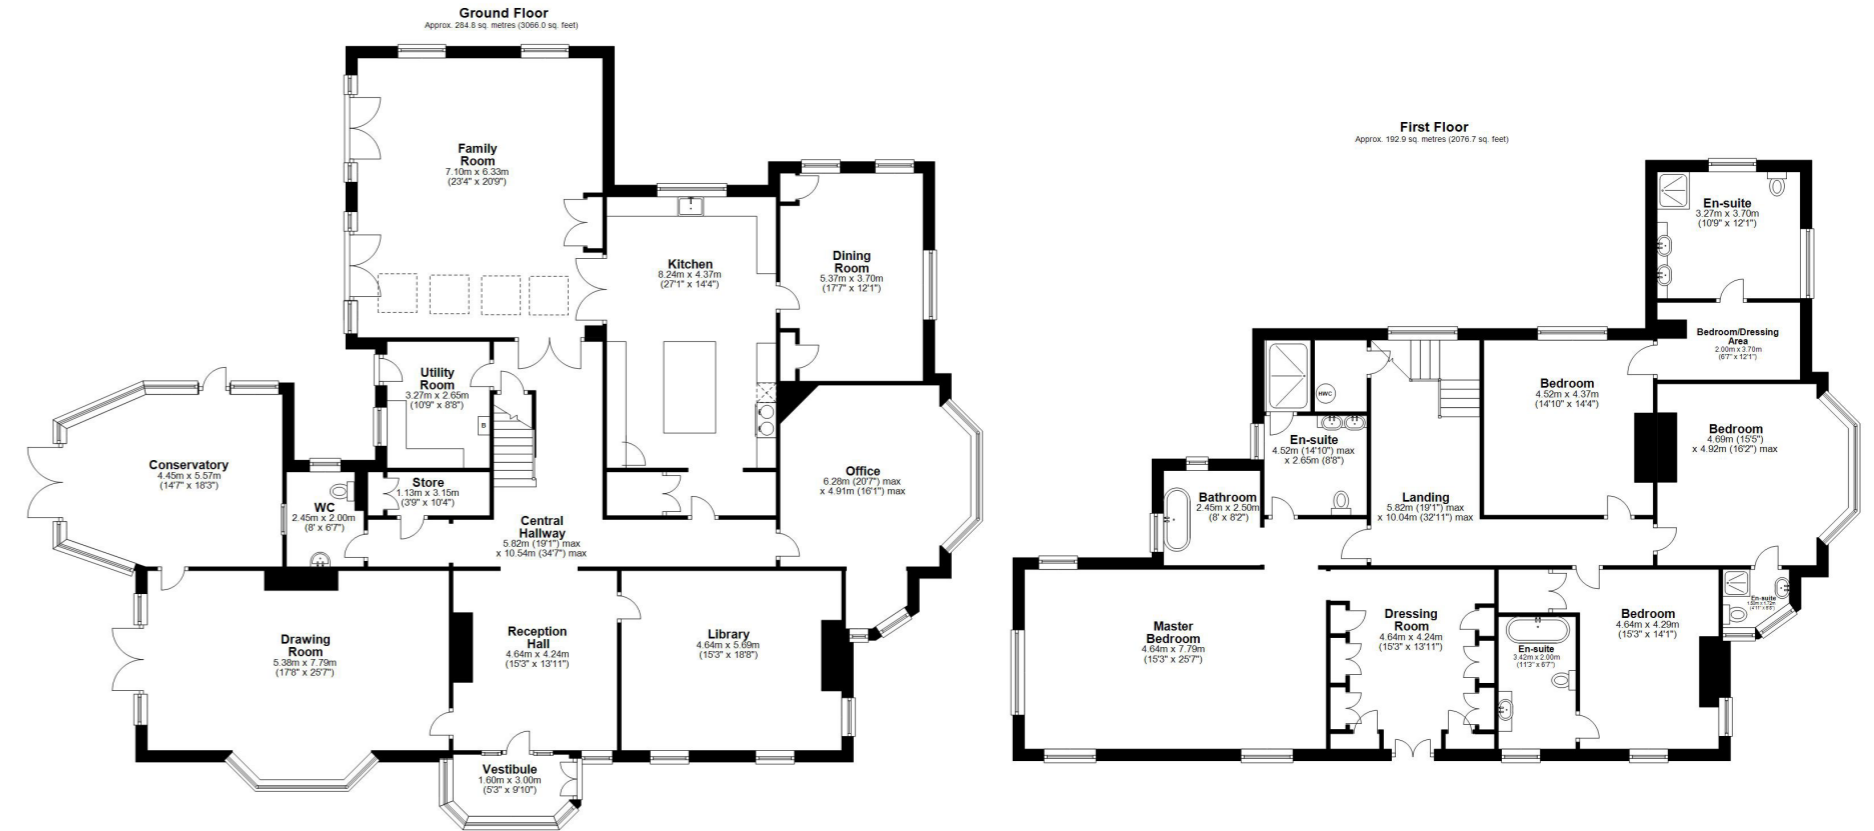 Ground Floor
Approx. 284.8 sq. metres (3066.0 sq. feet)
Family
Room
7.10m x 6.33m
(23'4" x 20'9")
Kitchen
8.24m x 4.37m
(27'1" x 14'4")
Dining
Room
5.37m x 3.70m
(17'7" x 12'1")
Utility
Room
3.27m x 2.65m
(10'9" x 8'8")
B
Conservatory
4.45m x 5.57m
(14'7" x 18'3")
WC
2.45m x 2.00m
(8' x 6'7")
Store
1.13m x 3.15m
(3'9" x 10'4")
Central
Hallway
5.82m (19'1") max
x 10.54m (34'7") max
Office
6.28m (20'7") max
x 4.91m (16'1") max
Drawing
Room
5.38m x 7.79m
(17'8" x 25'7")
Reception
Hall
4.64m x 4.24m
(15'3" x 13'11")
Library
4.64m x 5.69m
(15'3" x 18'8")
Vestibule
1.60m x 3.00m
(5'3" x 9'10")
First Floor
Approx. 192.9 sq. metres (2076.7 sq. feet)
En-suite
3.27m x 3.70m
(10'9" x 12'1")
Bedroom/Dressing
Area
2.00m x 3.70m
(6'7" x 12'1")
Bedroom
4.52m x 4.37m
(14'10" x 14'4")
Bedroom
4.69m (15'5")
x 4.92m (16'2") max
HWC
En-suite
4.52m (14'10") max
x 2.65m (8'8")
Bathroom
2.45m x 2.50m
(8' x 8'2")
Landing
5.82m (19'1") max
x 10.04m (32'11") max
Master
Bedroom
4.64m x 7.79m
(15'3" x 25'7")
Dressing
Room
4.64m x 4.24m
(15'3" x 13'11")
En-suite
3.42m x 2.00m
(11'3" x 6'7")
Bedroom
4.64m x 4.29m
(15'3" x 14'1")
En-suite